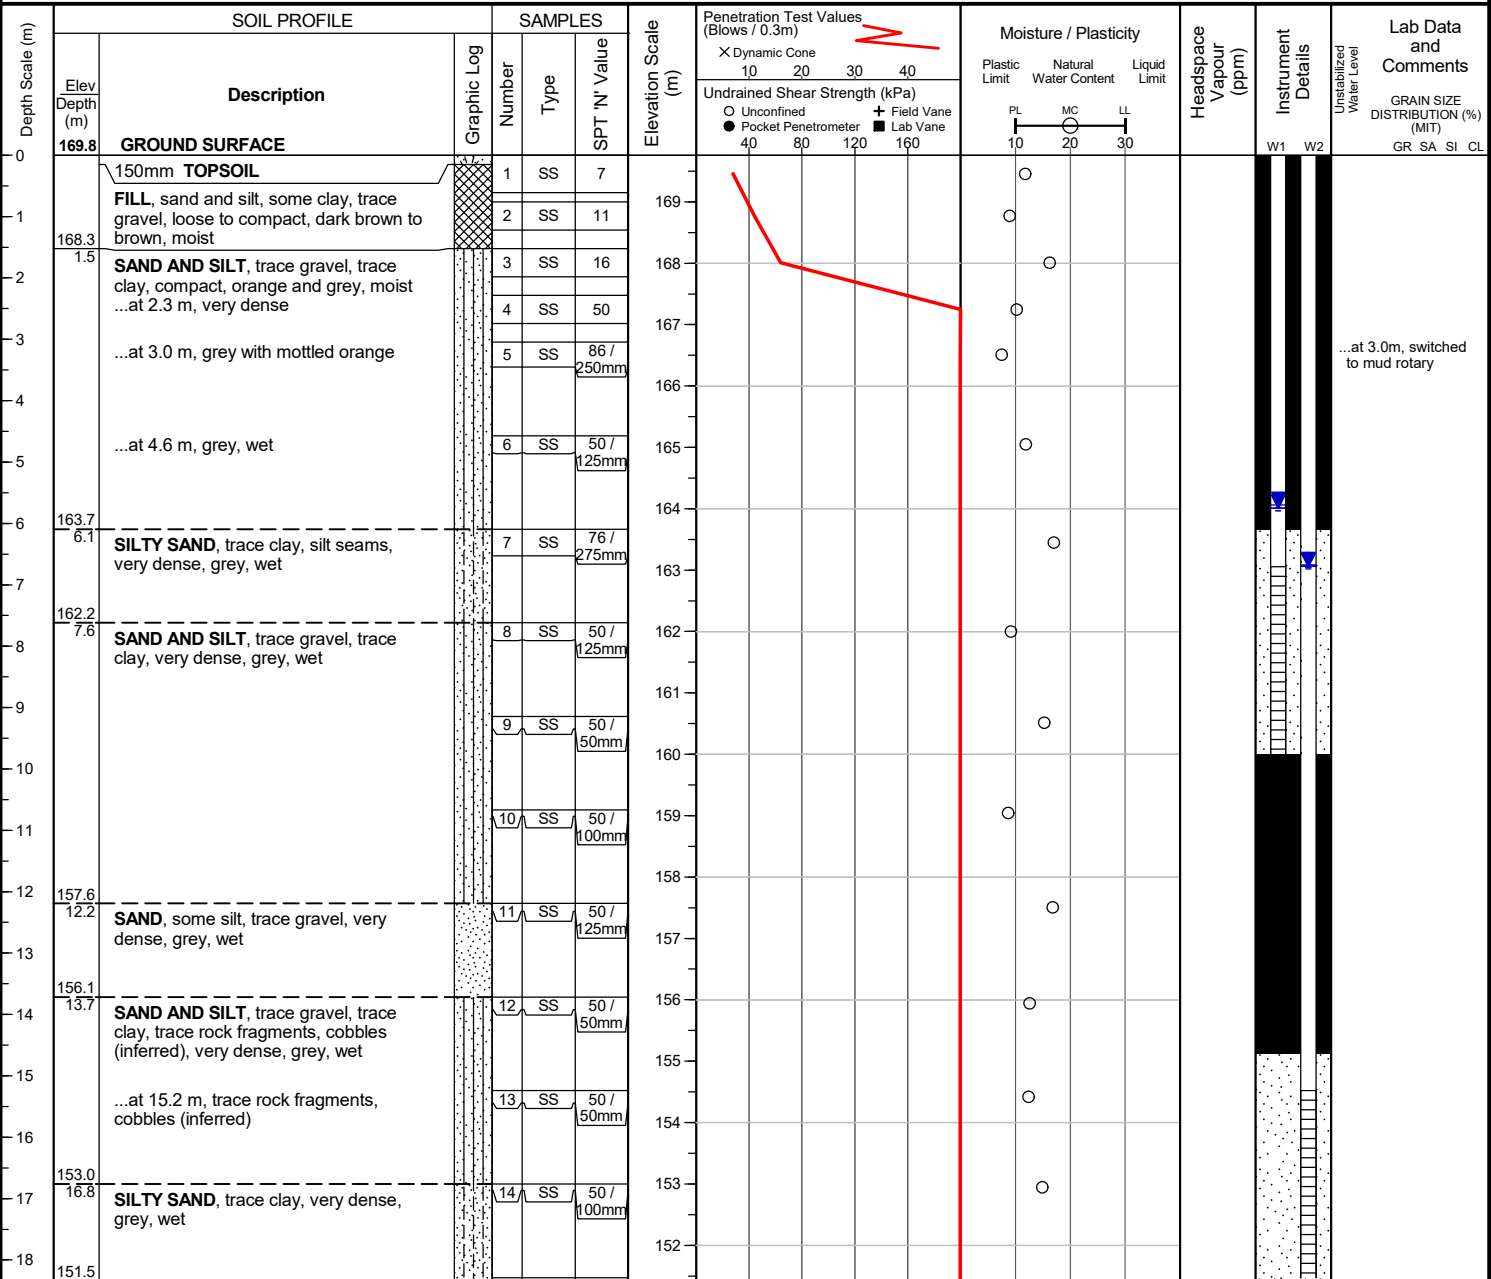 SOIL PROFILE
SAMPLES
Depth Scale (m)
Elev
Depth
(m)
Description
Graphic Log
Number
Type
SPT 'N' Value
Elevation Scale
(m)
Penetration Test Values
(Blows / 0.3m)
× Dynamic Cone
10 20 30 40
Undrained Shear Strength (kPa)
Unconfined Field Vane
Pocket Penetrometer Lab Vane
40 80 120 160
Moisture / Plasticity
Plastic Limit
Natural Water Content
Liquid Limit
PL MC LL
10 20 30
Headspace
Vapour
(ppm)
Instrument
Details
W1 W2
Unstabilized
Water Level
Lab Data
and
Comments
GRAIN SIZE
DISTRIBUTION (%)
(MIT)
GR SA SI CL
169.8 GROUND SURFACE
0
150mm TOPSOIL
1 SS 7
FILL, sand and silt, some clay, trace
gravel, loose to compact, dark brown to
brown, moist
169
1
2 SS 11
168.3
1.5
SAND AND SILT, trace gravel, trace
clay, compact, orange and grey, moist
3 SS 16
168
2
...at 2.3 m, very dense
4 SS 50
167
3
...at 3.0 m, grey with mottled orange
5 SS 86 /
250mm
...at 3.0m, switched
to mud rotary
166
4
...at 4.6 m, grey, wet
6 SS 50 /
125mm
165
5
164
163.7
6
6.1
SILTY SAND, trace clay, silt seams,
very dense, grey, wet
7 SS 76 /
275mm
163
7
162.2
7.6
SAND AND SILT, trace gravel, trace
clay, very dense, grey, wet
8 SS 50 /
125mm
162
8
161
9
9 SS 50 /
50mm
160
10
10 SS 50 /
100mm
159
11
158
157.6
12
12.2
SAND, some silt, trace gravel, very
dense, grey, wet
11 SS 50 /
125mm
157
13
156.1
13.7
SAND AND SILT, trace gravel, trace
clay, trace rock fragments, cobbles
(inferred), very dense, grey, wet
12 SS 50 /
50mm
156
14
155
15
...at 15.2 m, trace rock fragments,
cobbles (inferred)
13 SS 50 /
50mm
154
16
153.0
16.8
SILTY SAND, trace clay, very dense,
grey, wet
14 SS 50 /
100mm
153
17
152
18
151.5